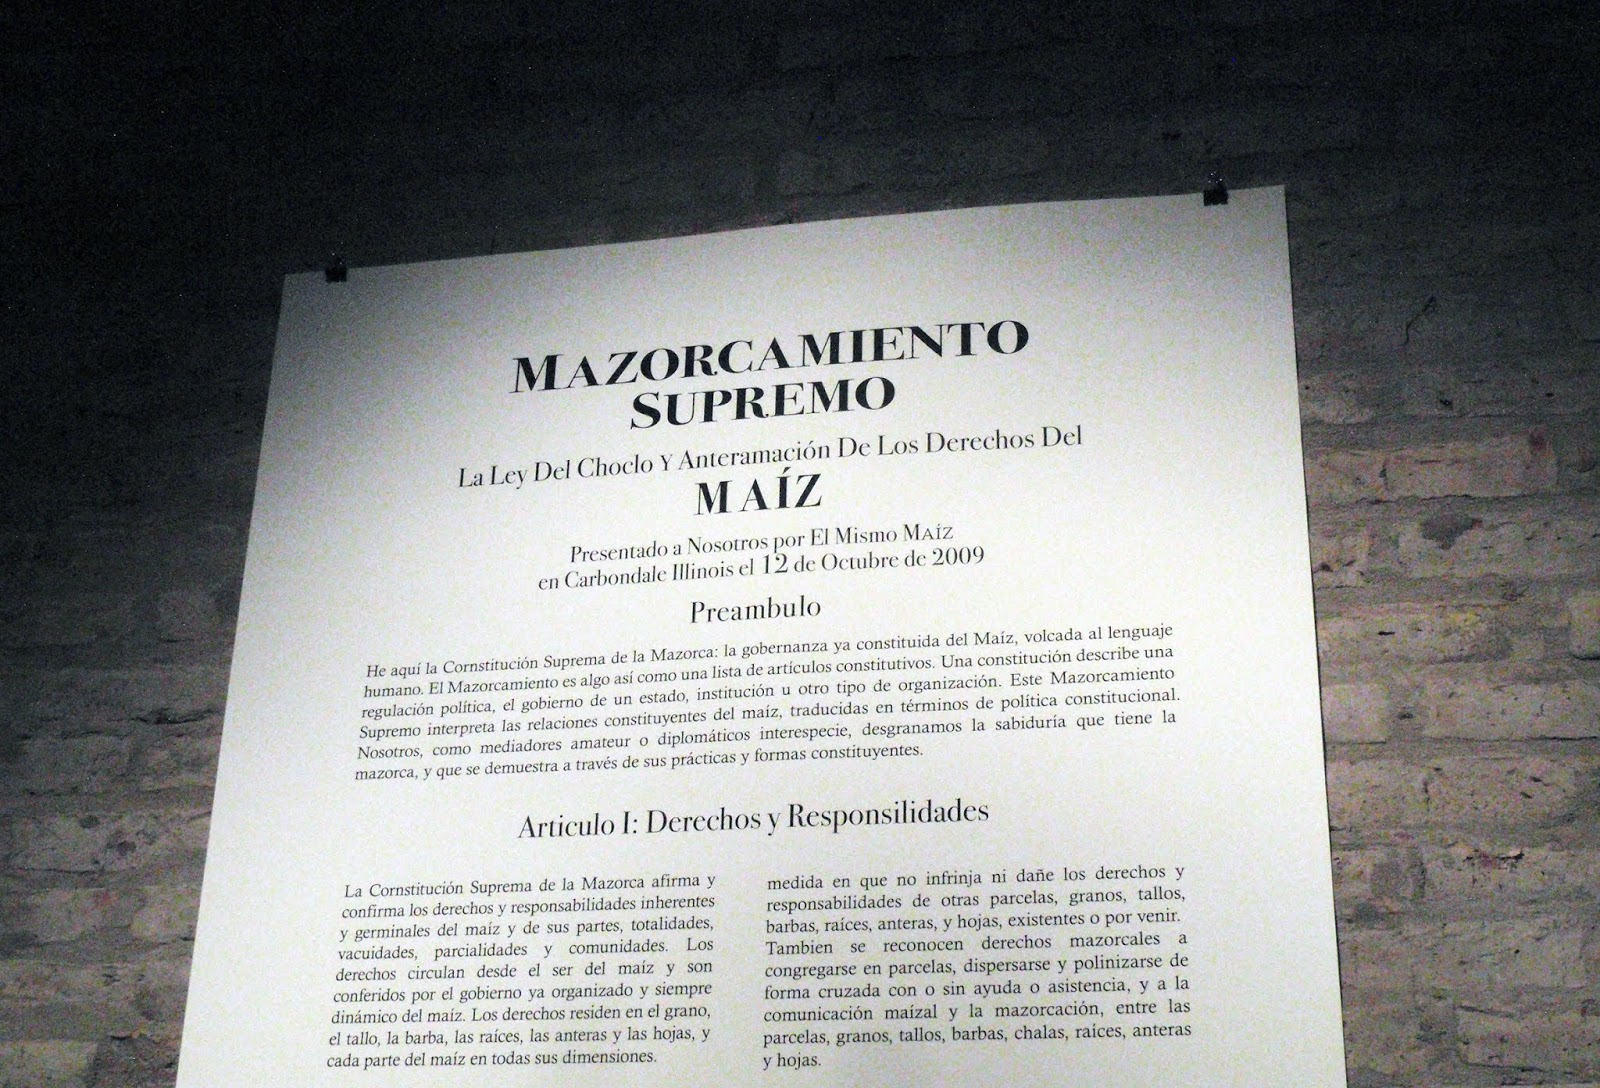 MAZORCAMIENTO
SUPREMO
La Ley Del Choclo Y Anteramación De Los Derechos Del
MAÍZ
Presentado a Nosotros por El Mismo MAÍZ
en Carbondale Illinois el 12 de Octubre de 2009
Preambulo
He aquí la Cornstitución Suprema de la Mazorca: la gobernanza ya constituida del Maíz, volcada al lenguaje
humano. El Mazorcamiento es algo así como una lista de artículos constitutivos. Una constitución describe una
regulación política, el gobierno de un estado, institución u otro tipo de organización. Este Mazorcamiento
Supremo interpreta las relaciones constituyentes del maíz, traducidas en términos de política constitucional.
Nosotros, como mediadores amateur o diplomáticos interespecie, desgranamos la sabiduría que tiene la
mazorca, y que se demuestra a través de sus prácticas y formas constituyentes.
Articulo I: Derechos y Responsilidades
La Cornstitución Suprema de la Mazorca afirma y
confirma los derechos y responsabilidades inherentes
y germinales del maíz y de sus partes, totalidades,
vacuidades, parcialidades y comunidades. Los
derechos circulan desde el ser del maíz y son
conferidos por el gobierno ya organizado y siempre
dinámico del maíz. Los derechos residen en el grano,
el tallo, la barba, las raíces, las anteras y las hojas, y
cada parte del maíz en todas sus dimensiones.
medida en que no infrinja ni dañe los derechos y
responsabilidades de otras parcelas, granos, tallos,
barbas, raíces, anteras, y hojas, existentes o por venir.
Tambien se reconocen derechos mazorcales a
congregarse en parcelas, dispersarse y polinizarse de
forma cruzada con o sin ayuda o asistencia, y a la
comunicación maízal y la mazorcación, entre las
parcelas, granos, tallos, barbas, chalas, raíces, anteras
y hojas.